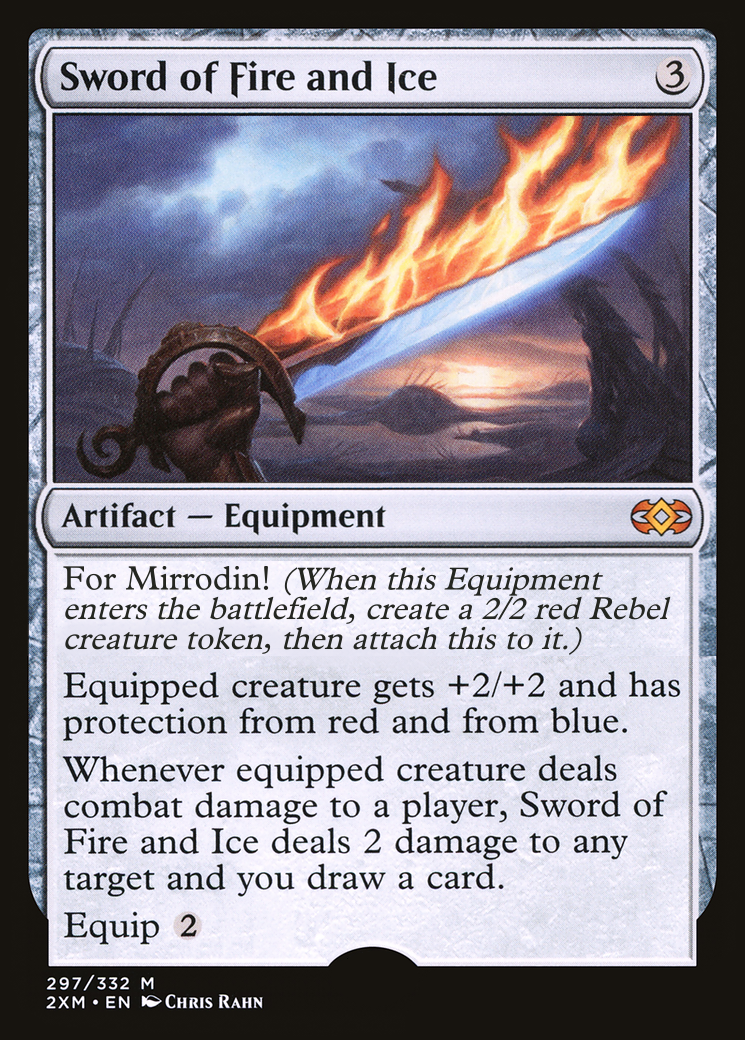 Sword of Fire and Ice 3
Artifact — Equipment
For Mirrodin! (When this Equipment
enters the battlefield, create a 2/2 red Rebel
creature token, then attach this to it.)
Equipped creature gets +2/+2 and has
protection from red and from blue.
Whenever equipped creature deals
combat damage to a player, Sword of
Fire and Ice deals 2 damage to any
target and you draw a card.
Equip 2
297/332 M
2XM • EN Chris Rahn